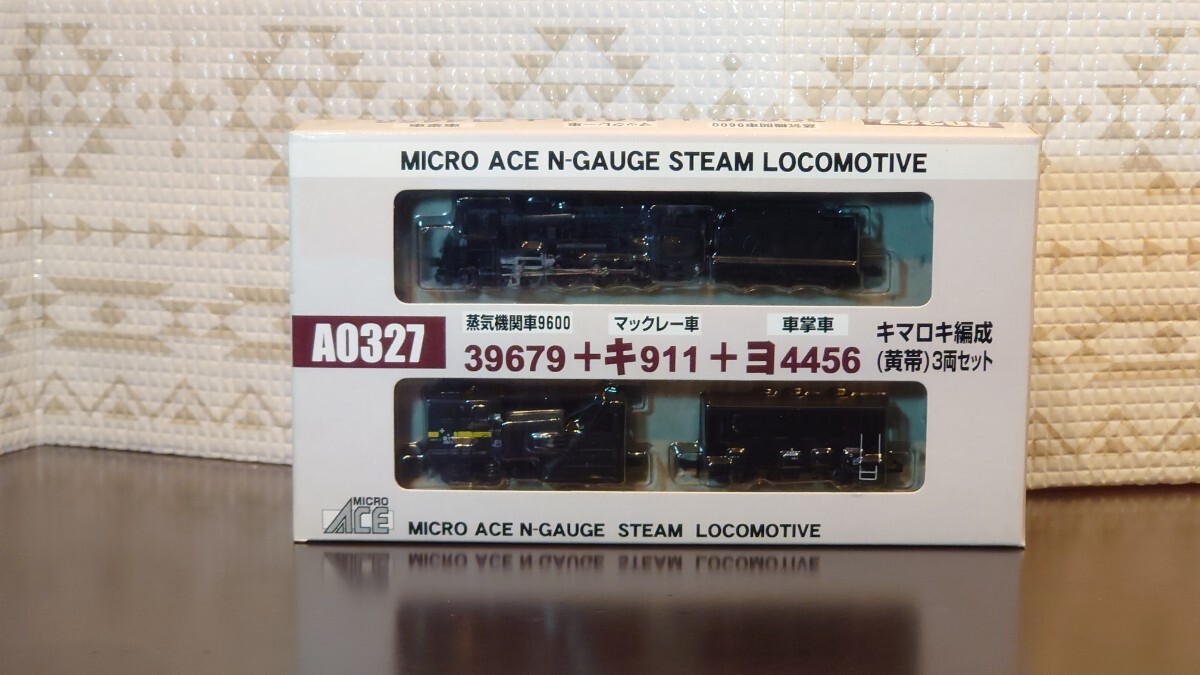 MICRO ACE N-GAUGE STEAM LOCOMOTIVE
A0327
蒸気機関車9600 マックレー車 車掌車
39679+キ911+ヨ4456
キマロキ編成
(黄帯)3両セット
MICRO
ACE
MICRO ACE N-GAUGE STEAM LOCOMOTIVE